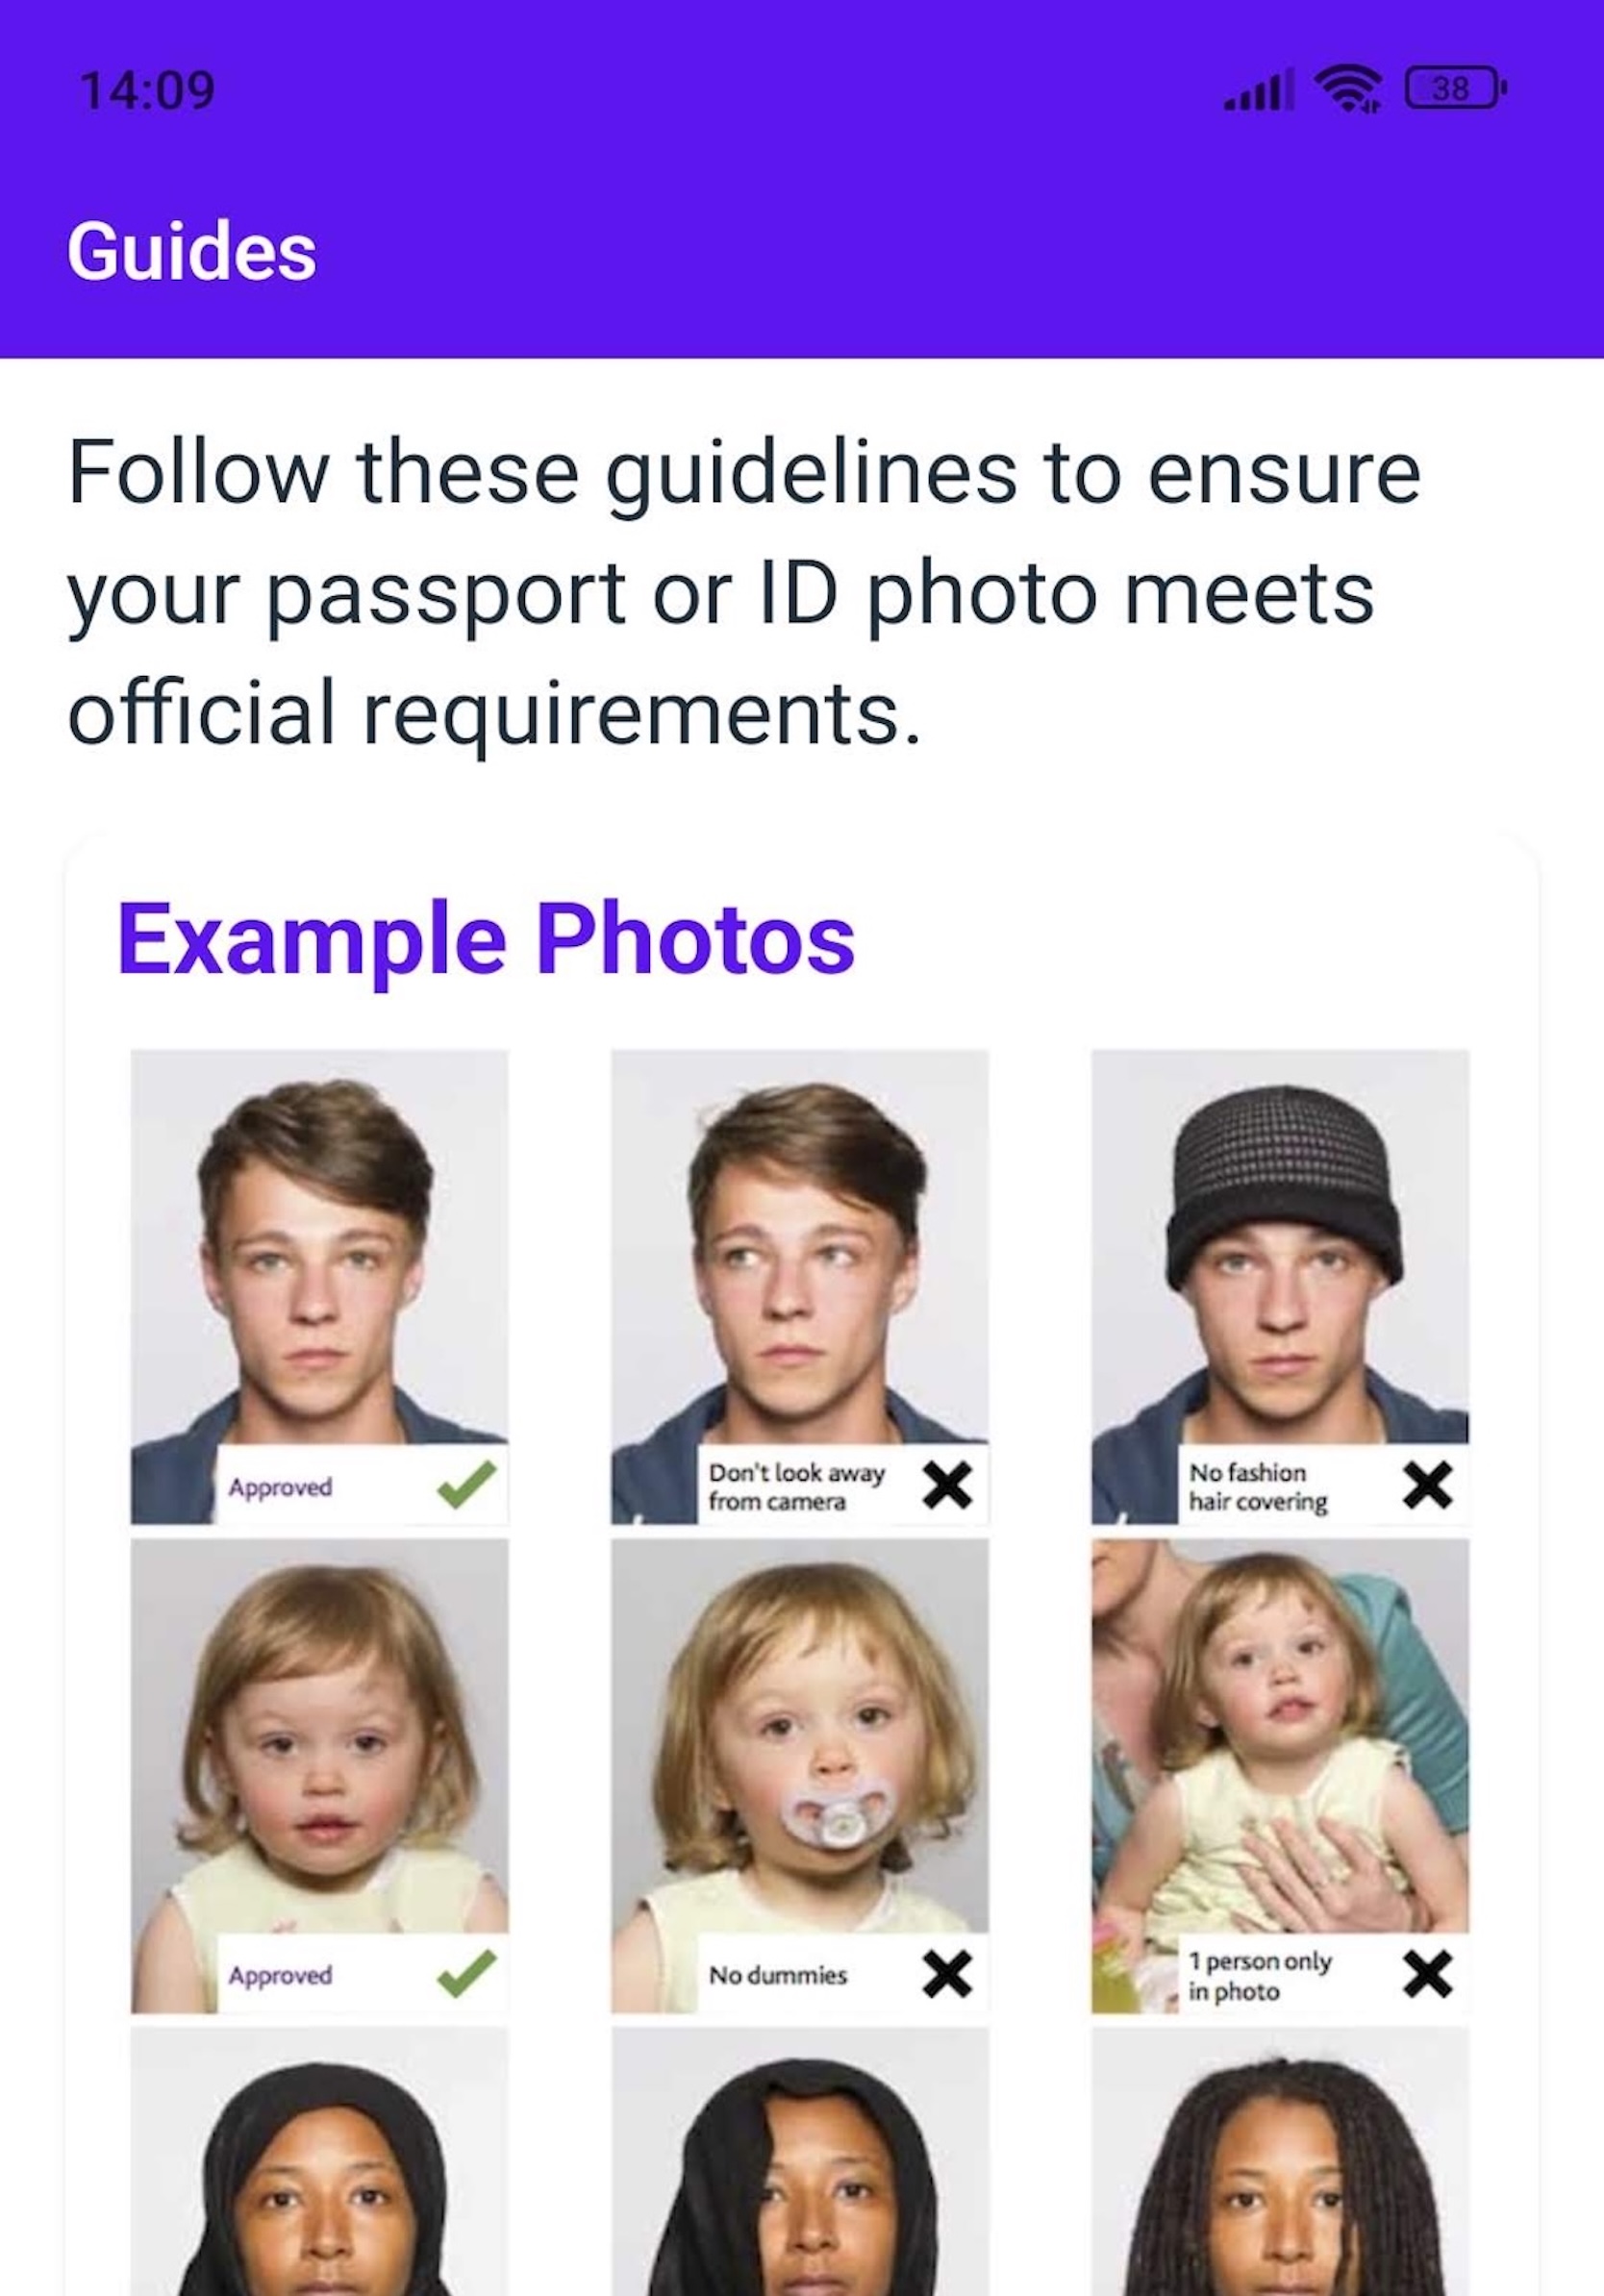 14:09
38
Guides
Follow these guidelines to ensure
your passport or ID photo meets
official requirements.
Example Photos
Approved
Don't look away
from camera
No fashion
hair covering
Approved
No dummies
1 person only
in photo